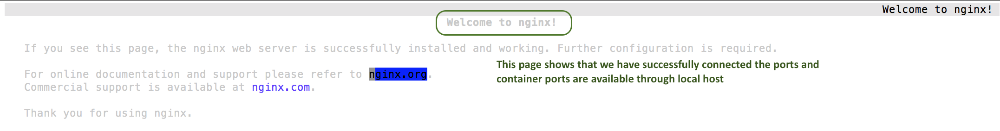 Welcome to nginx!
Welcome to nginx!
If you see this page, the nginx web server is successfully installed and working. Further configuration is required.
This page shows that we have successfully connected the ports and
container ports are available through local host
For online documentation and support please refer to nginx.org.
Commercial support is available at nginx.com.
Thank you for using nginx.